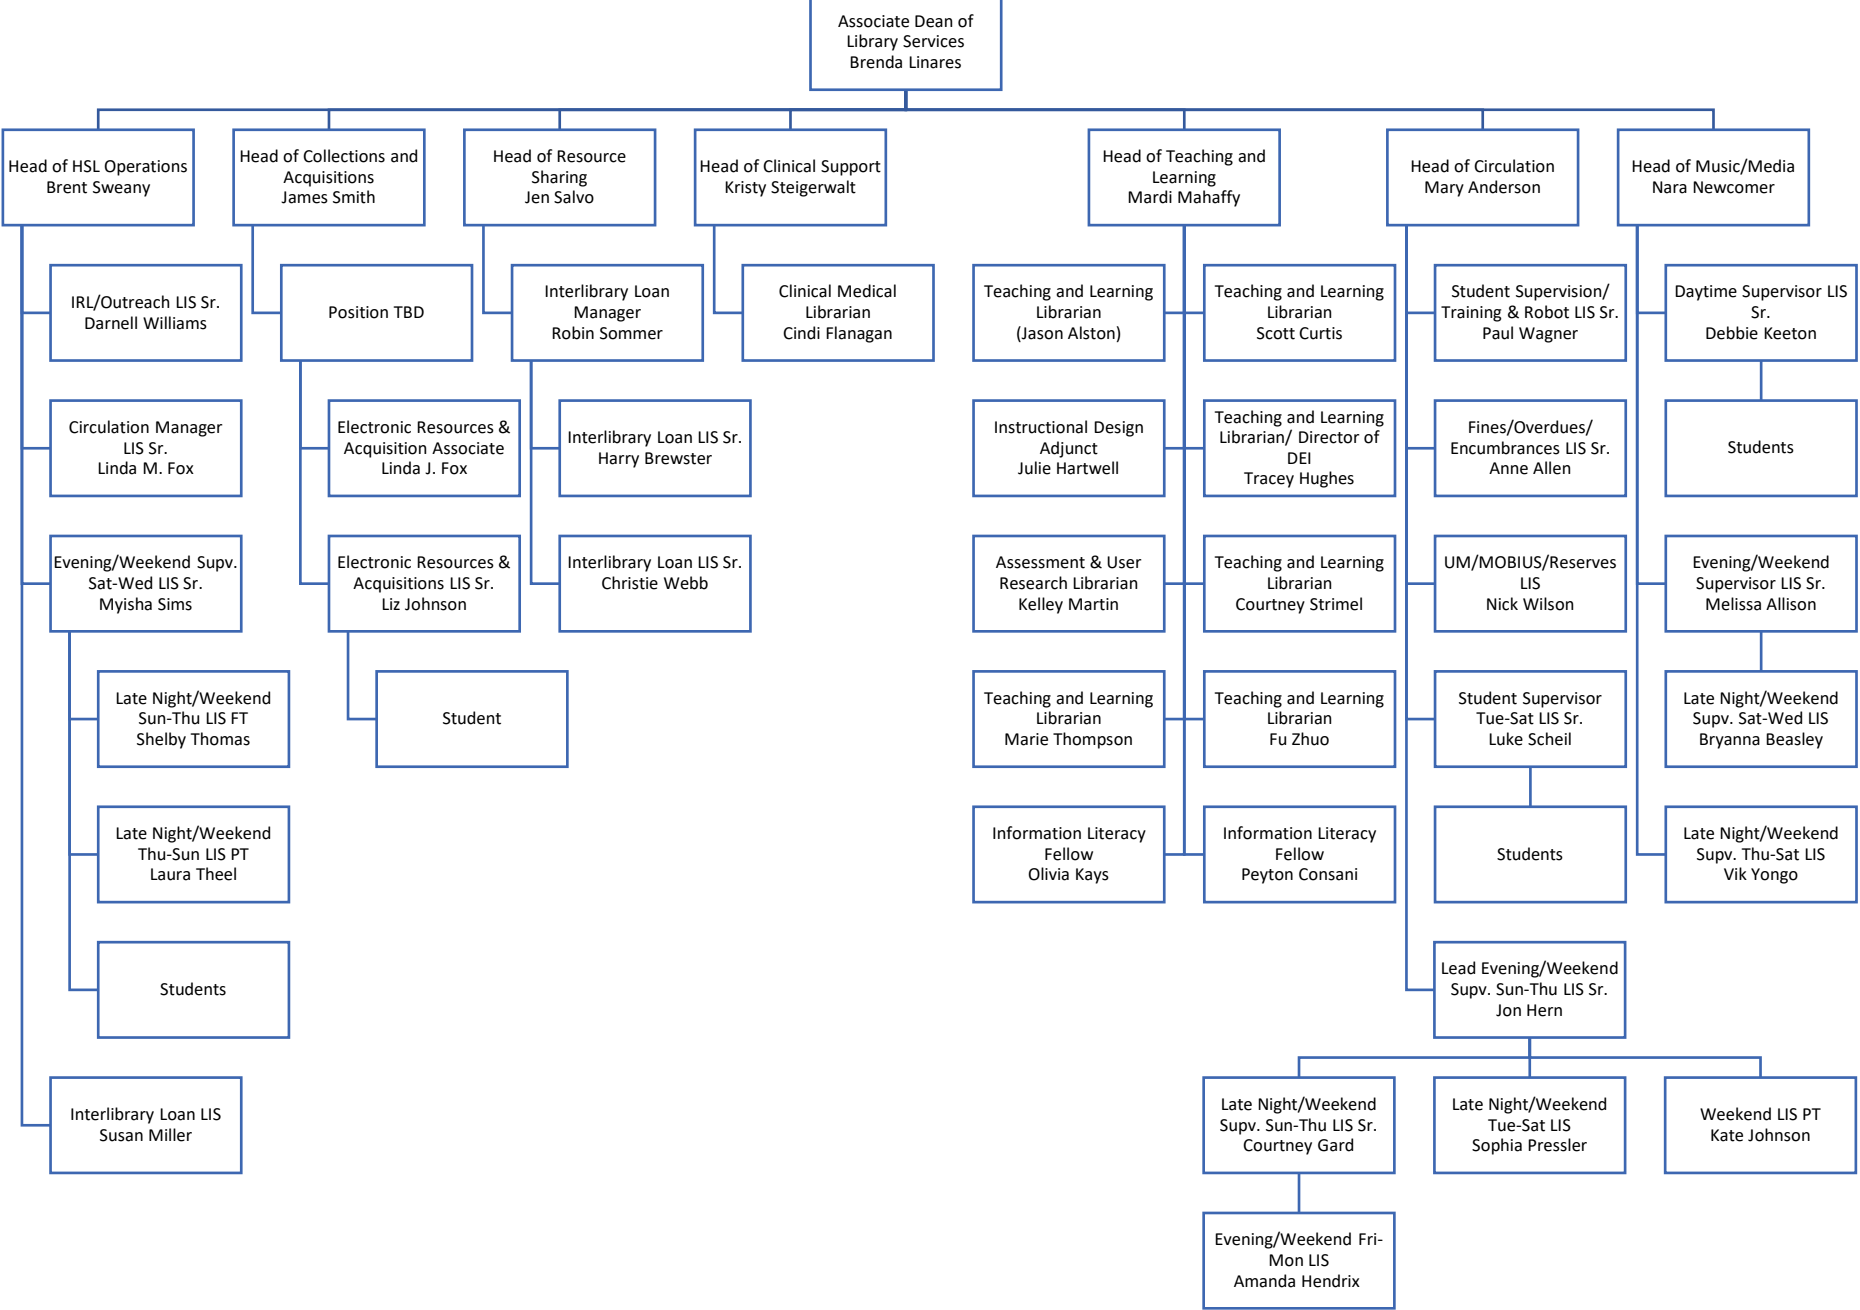 Associate Dean of
Library Services
Brenda Linares
Head of HSL Operations
Brent Sweany
Head of Collections and
Acquisitions
James Smith
Head of Resource
Sharing
Jen Salvo
Head of Clinical Support
Kristy Steigerwalt
Head of Teaching and
Learning
Mardi Mahaffy
Head of Circulation
Mary Anderson
Head of Music/Media
Nara Newcomer
IRL/Outreach LIS Sr.
Darnell Williams
Position TBD
Interlibrary Loan
Manager
Robin Sommer
Clinical Medical
Librarian
Cindi Flanagan
Teaching and Learning
Librarian
(Jason Alston)
Teaching and Learning
Librarian
Scott Curtis
Student Supervision/
Training & Robot LIS Sr.
Paul Wagner
Daytime Supervisor LIS
Sr.
Debbie Keeton
Circulation Manager
LIS Sr.
Linda M. Fox
Electronic Resources &
Acquisition Associate
Linda J. Fox
Interlibrary Loan LIS Sr.
Harry Brewster
Instructional Design
Adjunct
Julie Hartwell
Teaching and Learning
Librarian/ Director of
DEI
Tracey Hughes
Fines/Overdues/
Encumbrances LIS Sr.
Anne Allen
Students
Evening/Weekend Supv.
Sat-Wed LIS Sr.
Myisha Sims
Electronic Resources &
Acquisitions LIS Sr.
Liz Johnson
Interlibrary Loan LIS Sr.
Christie Webb
Assessment & User
Research Librarian
Kelley Martin
Teaching and Learning
Librarian
Courtney Strimel
UM/MOBIUS/Reserves
LIS
Nick Wilson
Evening/Weekend
Supervisor LIS Sr.
Melissa Allison
Late Night/Weekend
Sun-Thu LIS FT
Shelby Thomas
Student
Teaching and Learning
Librarian
Marie Thompson
Teaching and Learning
Librarian
Fu Zhuo
Student Supervisor
Tue-Sat LIS Sr.
Luke Scheil
Late Night/Weekend
Supv. Sat-Wed LIS
Bryanna Beasley
Late Night/Weekend
Thu-Sun LIS PT
Laura Theel
Information Literacy
Fellow
Olivia Kays
Information Literacy
Fellow
Peyton Consani
Students
Late Night/Weekend
Supv. Thu-Sat LIS
Vik Yongo
Students
Lead Evening/Weekend
Supv. Sun-Thu LIS Sr.
Jon Hern
Interlibrary Loan LIS
Susan Miller
Late Night/Weekend
Supv. Sun-Thu LIS Sr.
Courtney Gard
Late Night/Weekend
Tue-Sat LIS
Sophia Pressler
Weekend LIS PT
Kate Johnson
Evening/Weekend Fri-
Mon LIS
Amanda Hendrix